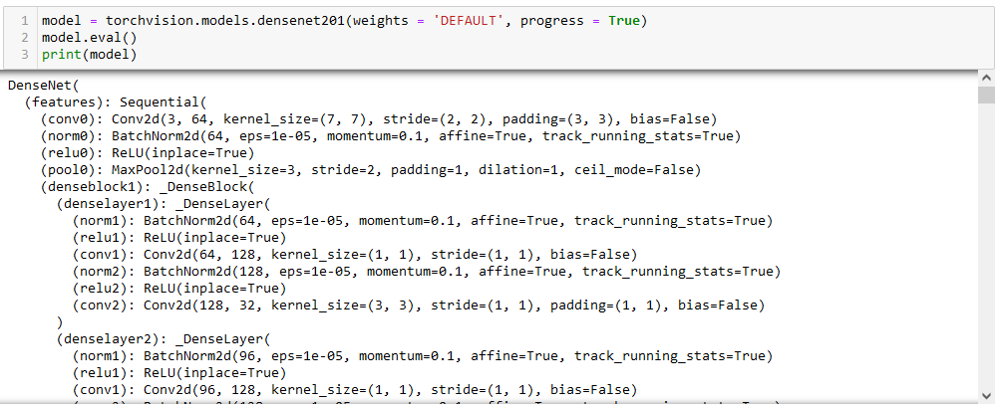 1 model = torchvision.models.densenet201(weights = 'DEFAULT', progress = True)
2 model.eval()
3 print(model)
DenseNet(
  (features): Sequential(
    (conv0): Conv2d(3, 64, kernel_size=(7, 7), stride=(2, 2), padding=(3, 3), bias=False)
    (norm0): BatchNorm2d(64, eps=1e-05, momentum=0.1, affine=True, track_running_stats=True)
    (relu0): ReLU(inplace=True)
    (pool0): MaxPool2d(kernel_size=3, stride=2, padding=1, dilation=1, ceil_mode=False)
    (denseblock1): _DenseBlock(
      (denselayer1): _DenseLayer(
        (norm1): BatchNorm2d(64, eps=1e-05, momentum=0.1, affine=True, track_running_stats=True)
        (relu1): ReLU(inplace=True)
        (conv1): Conv2d(64, 128, kernel_size=(1, 1), stride=(1, 1), bias=False)
        (norm2): BatchNorm2d(128, eps=1e-05, momentum=0.1, affine=True, track_running_stats=True)
        (relu2): ReLU(inplace=True)
        (conv2): Conv2d(128, 32, kernel_size=(3, 3), stride=(1, 1), padding=(1, 1), bias=False)
      )
      (denselayer2): _DenseLayer(
        (norm1): BatchNorm2d(96, eps=1e-05, momentum=0.1, affine=True, track_running_stats=True)
        (relu1): ReLU(inplace=True)
        (conv1): Conv2d(96, 128, kernel_size=(1, 1), stride=(1, 1), bias=False)